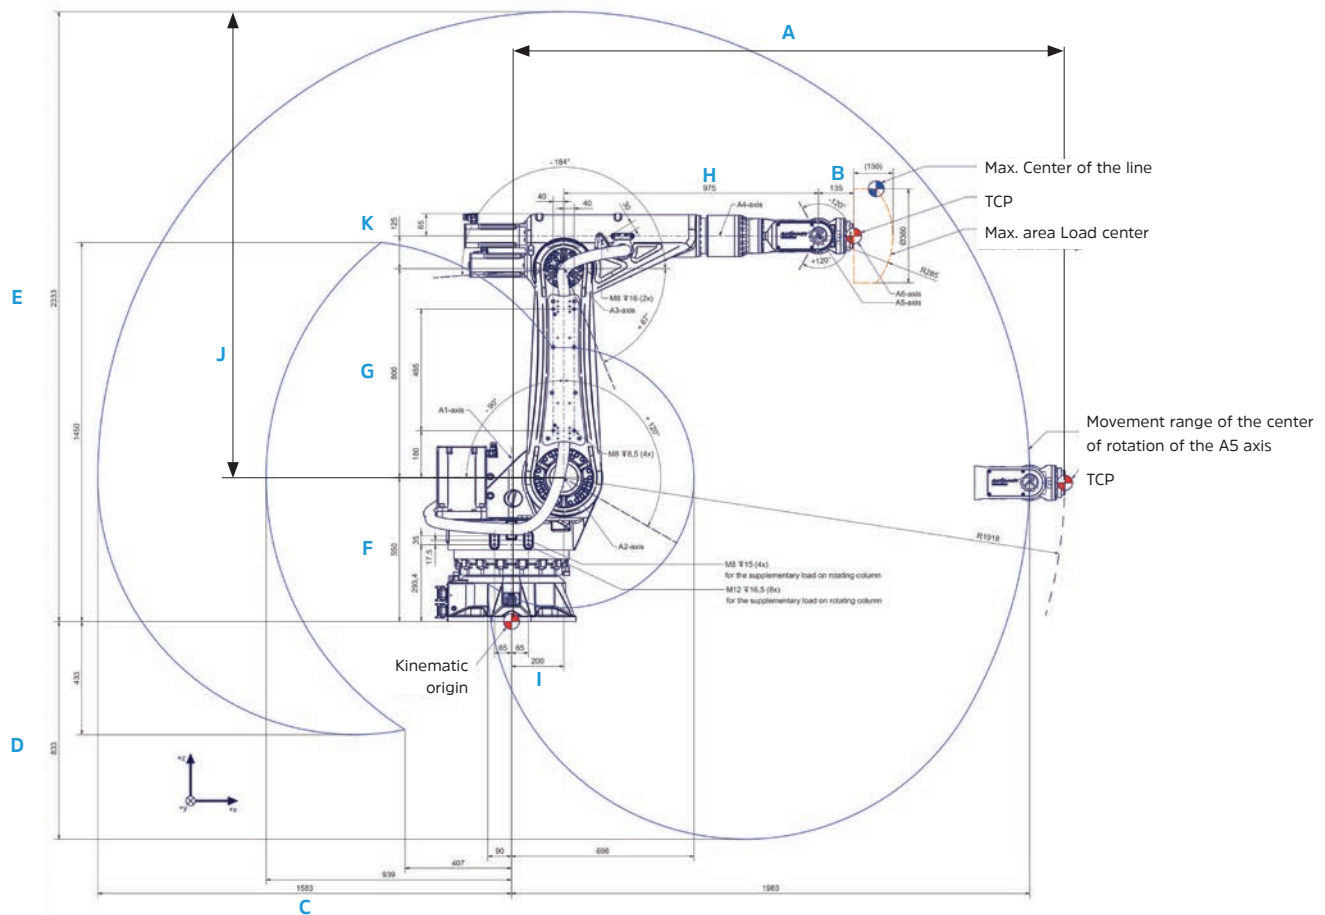 A
- 184°
H
B
(150)
Max. Center of the line
975
135
40
40
30
A4-axis
-120°
TCP
K
125
85
Ø380
Max. area Load center
+120°
R285
E
2333
M8 ↧16 (2x)
A3-axis
A6-axis
A5-axis
+ 67°
J
G
800
465
A1-axis
- 90°
+ 120°
Movement range of the center
of rotation of the A5 axis
1450
180
M8 ↧8,5 (4x)
TCP
F
550
35
17,5
293,4
A2-axis
R1918
M8 ↧15 (4x)
for the supplementary load on rotating column
M12 ↧16,5 (8x)
for the supplementary load on rotating column
Kinematic
origin
65
65
200
I
433
D
833
+z
+y
+x
90
698
407
939
1583
1983
C